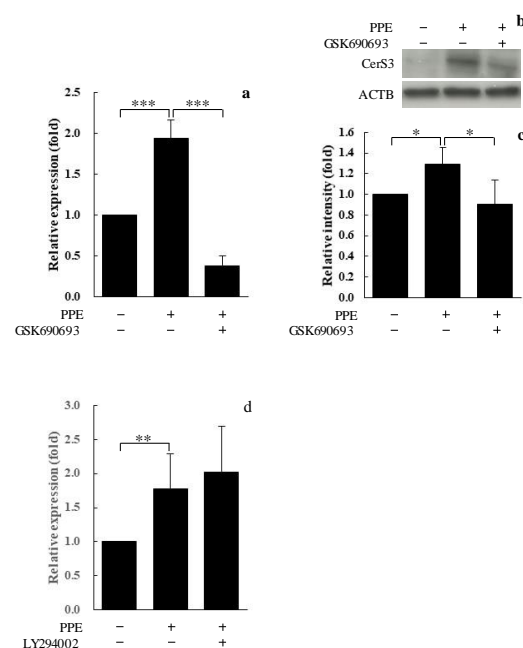 a
Relative expression (fold)
2.5
2.0
1.5
1.0
0.5
0.0
*** ***
PPE − + +
GSK690693 − − +
b
PPE − + +
GSK690693 − − +
CerS3
ACTB
c
Relative intensity (fold)
1.6
1.4
1.2
1.0
0.8
0.6
0.4
0.2
0.0
* *
PPE − + +
GSK690693 − − +
d
Relative expression (fold)
3.0
2.5
2.0
1.5
1.0
0.5
0.0
**
PPE − + +
LY294002 − − +